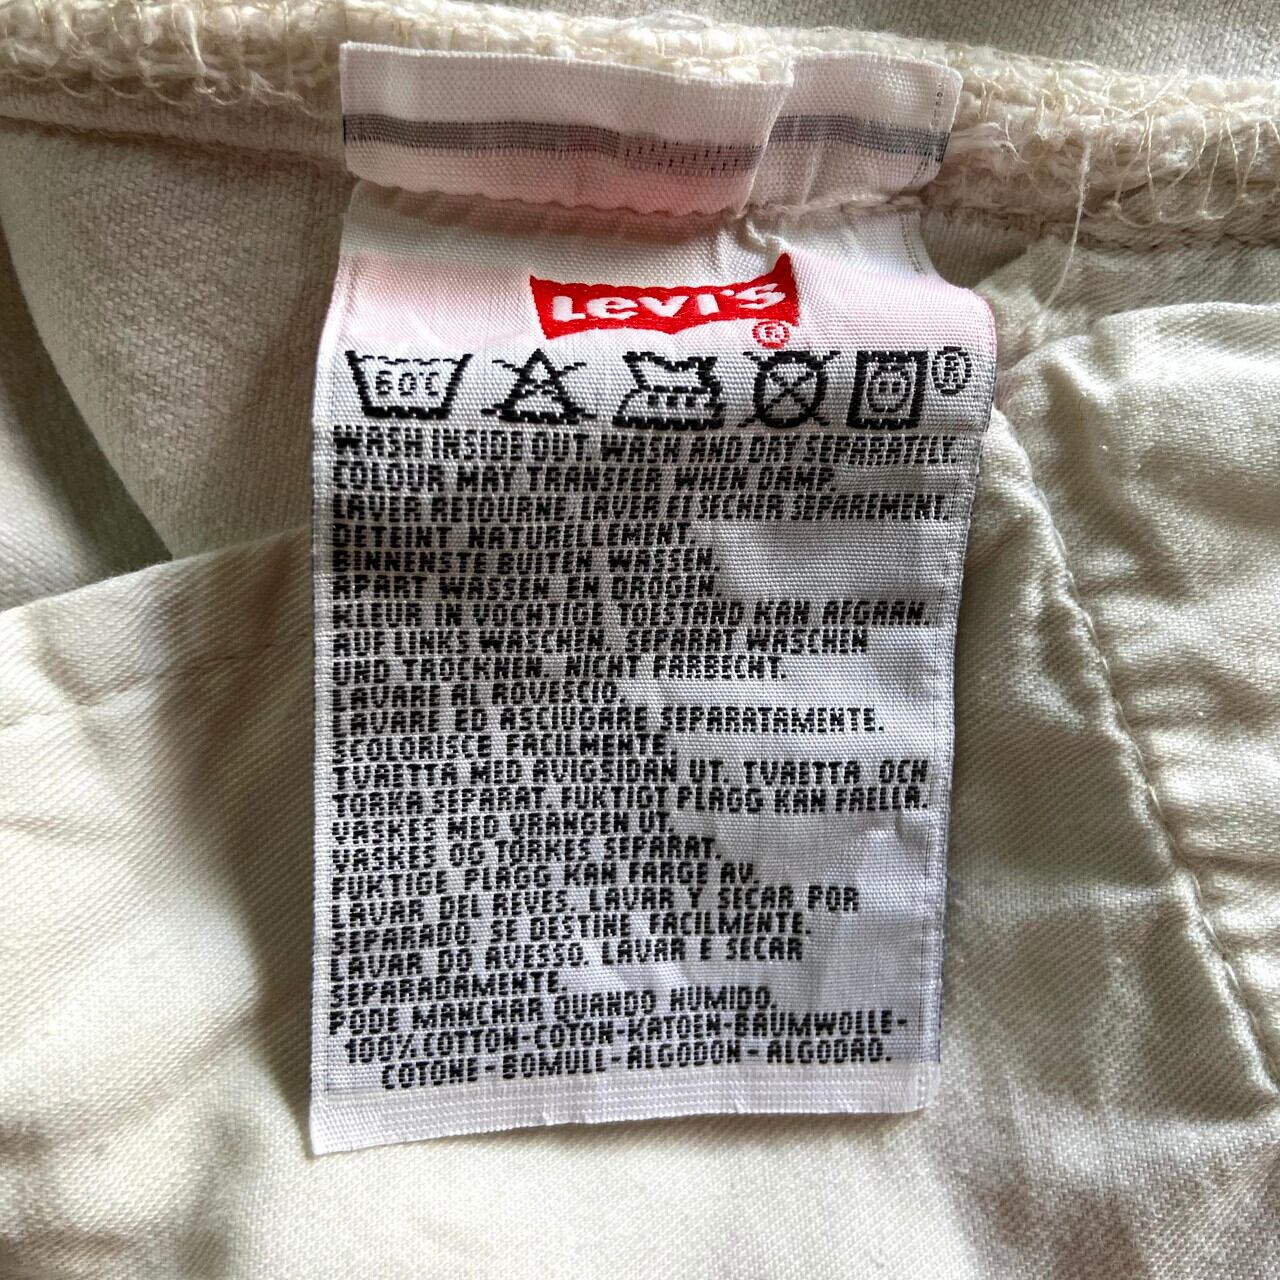 Levi's
®
60°C
®
WASH INSIDE OUT. WASH AND DRY SEPARATELY.
COLOUR MAY TRANSFER WHEN DAMP.
LAVER RETOURNE. LAVER ET SECHER SEPAREMENT.
DETEINT NATURELLEMENT.
BINNENSTE BUITEN WASSEN.
APART WASSEN EN DROGEN.
KLEUR IN VOCHTIGE TOESTAND KAN AFGAAN.
AUF LINKS WASCHEN. SEPARAT WASCHEN
UND TROCKNEN. NICHT FARBECHT.
LAVARE AL ROVESCIO.
LAVARE ED ASCIUGARE SEPARATAMENTE.
SCOLORISCE FACILMENTE.
TVAETTA MED AVIGSIDAN UT. TVAETTA OCH
TORKA SEPARAT. FUKTIGT PLAGG KAN FAELLA.
VASKES MED VRANGEN UT.
VASKES OG TORKES SEPARAT.
FUKTIGE PLAGG KAN FARGE AV.
LAVAR DEL REVES. LAVAR Y SECAR POR
SEPARADO. SE DESTINE FACILMENTE.
LAVAR DO AVESSO. LAVAR E SECAR
SEPARADAMENTE.
PODE MANCHAR QUANDO HUMIDO.
100% COTTON-COTON-KATOEN-BAUMWOLLE-
COTONE-BOMULL-ALGODON-ALGODAO.